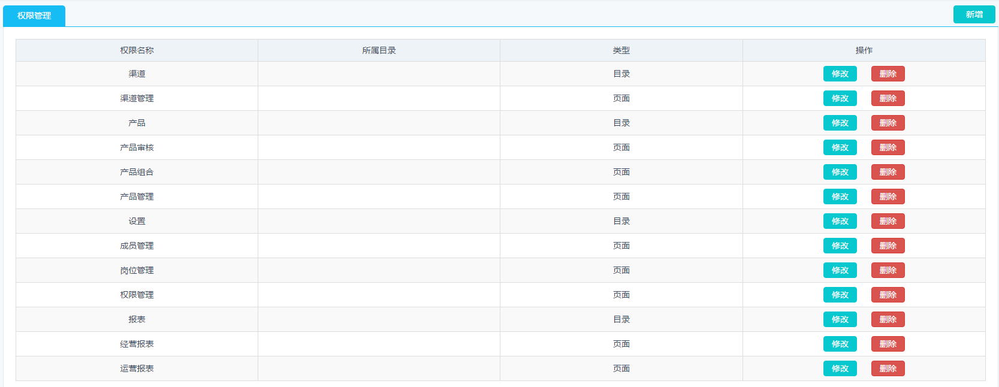 权限管理 新增
权限名称 所属目录 类型 操作
渠道 目录 修改 删除
渠道管理 页面 修改 删除
产品 目录 修改 删除
产品审核 页面 修改 删除
产品组合 页面 修改 删除
产品管理 页面 修改 删除
设置 目录 修改 删除
成员管理 页面 修改 删除
岗位管理 页面 修改 删除
权限管理 页面 修改 删除
报表 目录 修改 删除
经营报表 页面 修改 删除
运营报表 页面 修改 删除